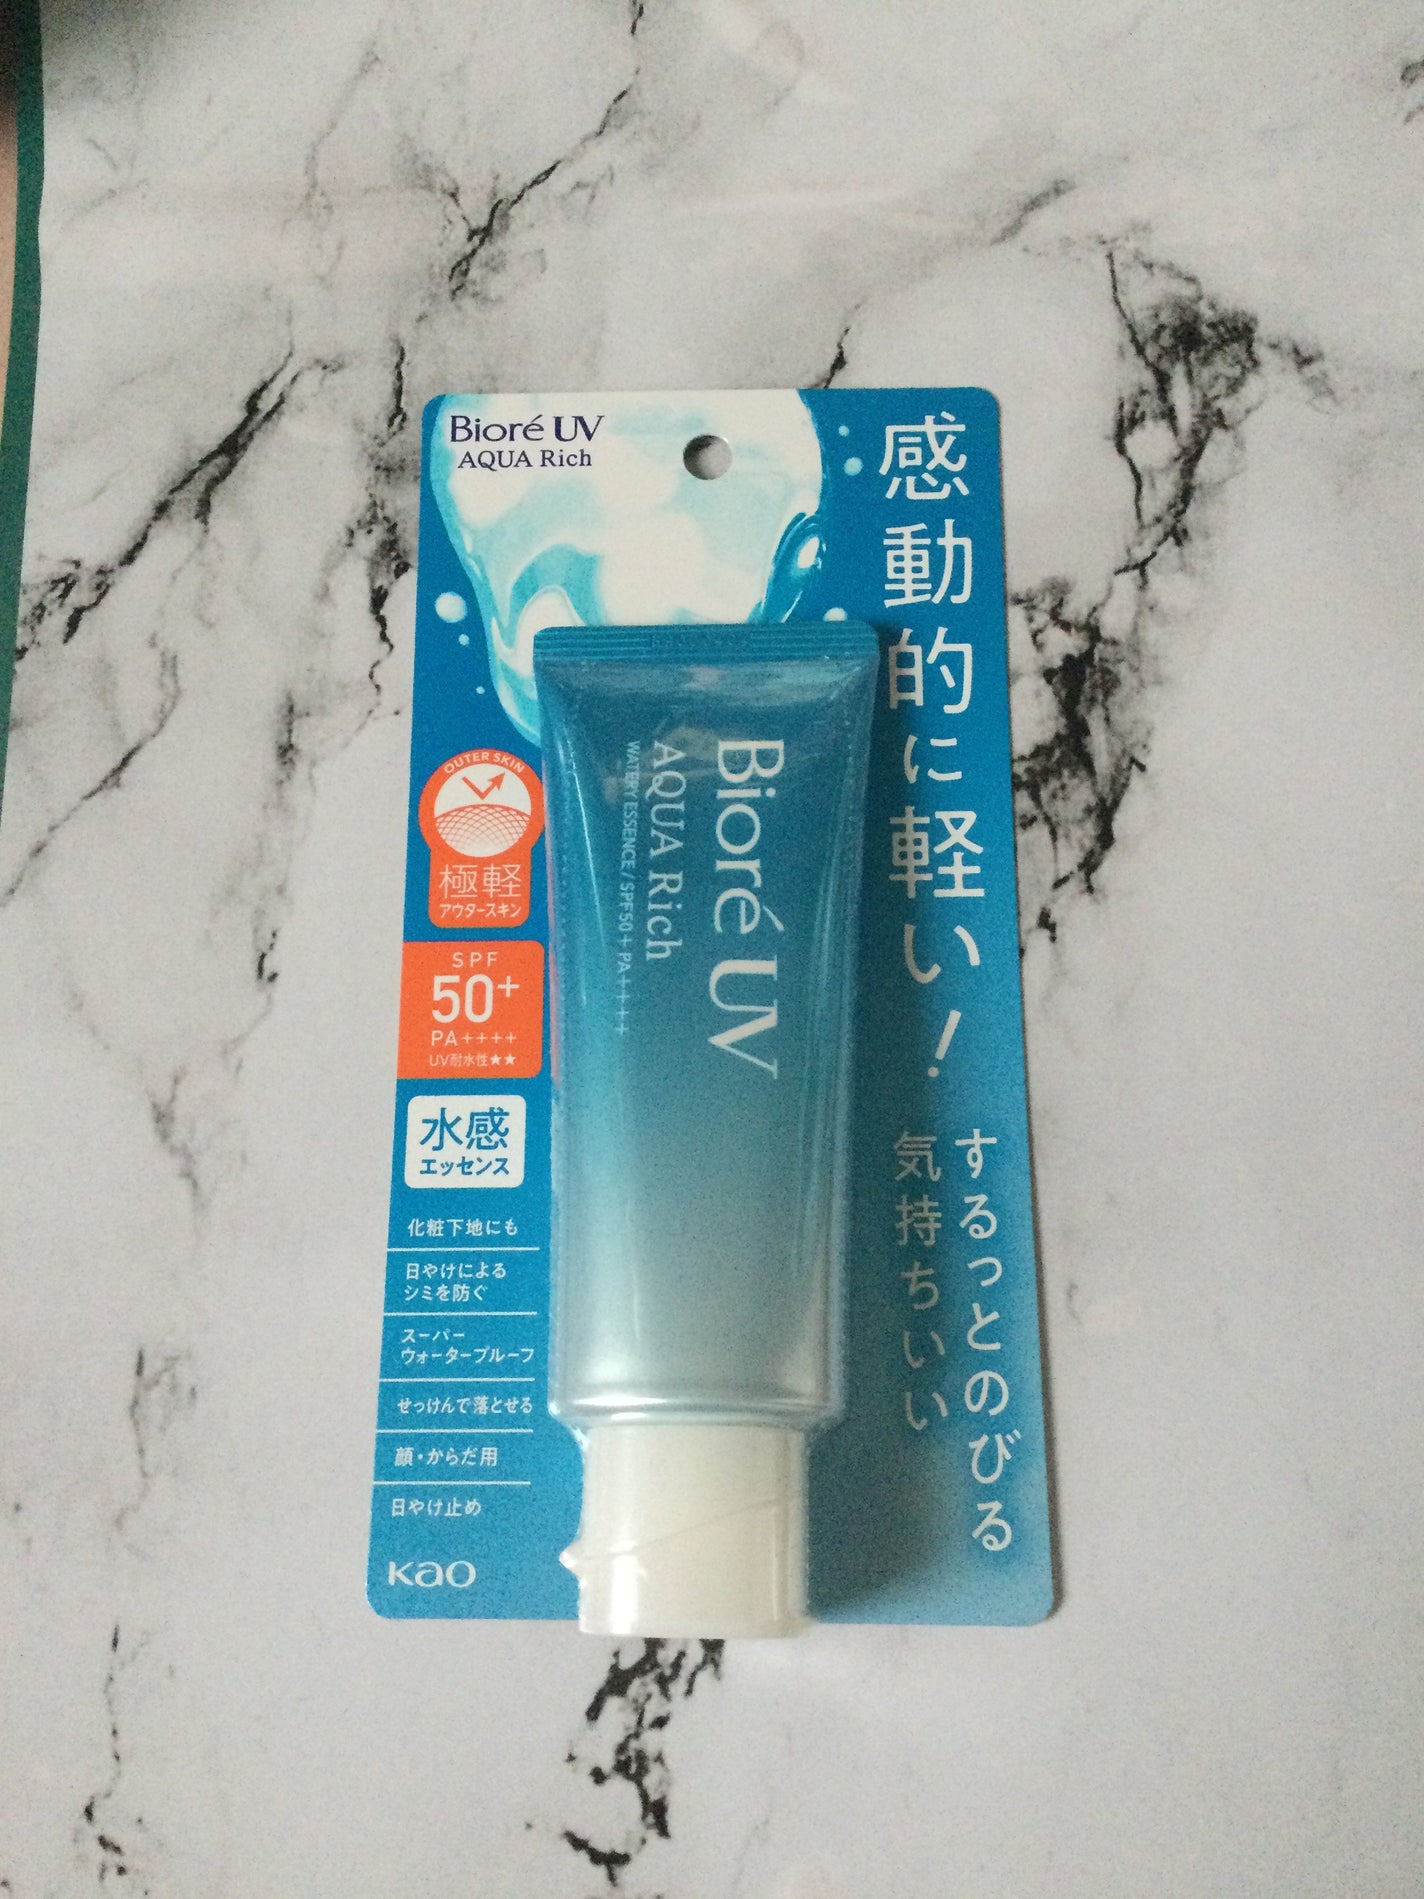 Bioré UV
AQUA Rich
感動的に軽い!
するっとのびる
気持ちいい
OUTER SKIN
極軽
アウタースキン
SPF
50+
PA++++
UV耐水性★★
水感
エッセンス
化粧下地にも
日やけによる
シミを防ぐ
スーパー
ウォータープルーフ
せっけんで落とせる
顔・からだ用
日やけ止め
Kao
Bioré UV
AQUA Rich
WATERY ESSENCE/SPF50+ PA++++